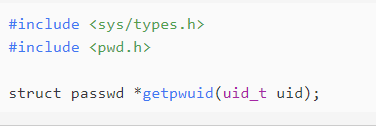 #include <sys/types.h>
#include <pwd.h>
struct passwd *getpwuid(uid_t uid);